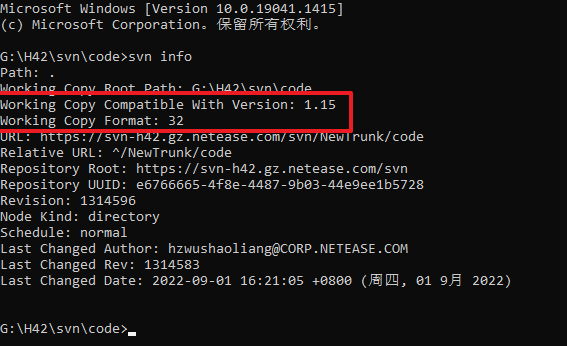 Microsoft Windows [Version 10.0.19041.1415]
(c) Microsoft Corporation。保留所有权利。
G:\H42\svn\code>svn info
Path: .
Working Copy Root Path: G:\H42\svn\code
Working Copy Compatible With Version: 1.15
Working Copy Format: 32
URL: https://svn-h42.gz.netease.com/svn/NewTrunk/code
Relative URL: ^/NewTrunk/code
Repository Root: https://svn-h42.gz.netease.com/svn
Repository UUID: e6766665-4f8e-4487-9b03-44e9ee1b5728
Revision: 1314596
Node Kind: directory
Schedule: normal
Last Changed Author: hzwushaoliang@CORP.NETEASE.COM
Last Changed Rev: 1314583
Last Changed Date: 2022-09-01 16:21:05 +0800 (周四, 01 9月 2022)
G:\H42\svn\code>